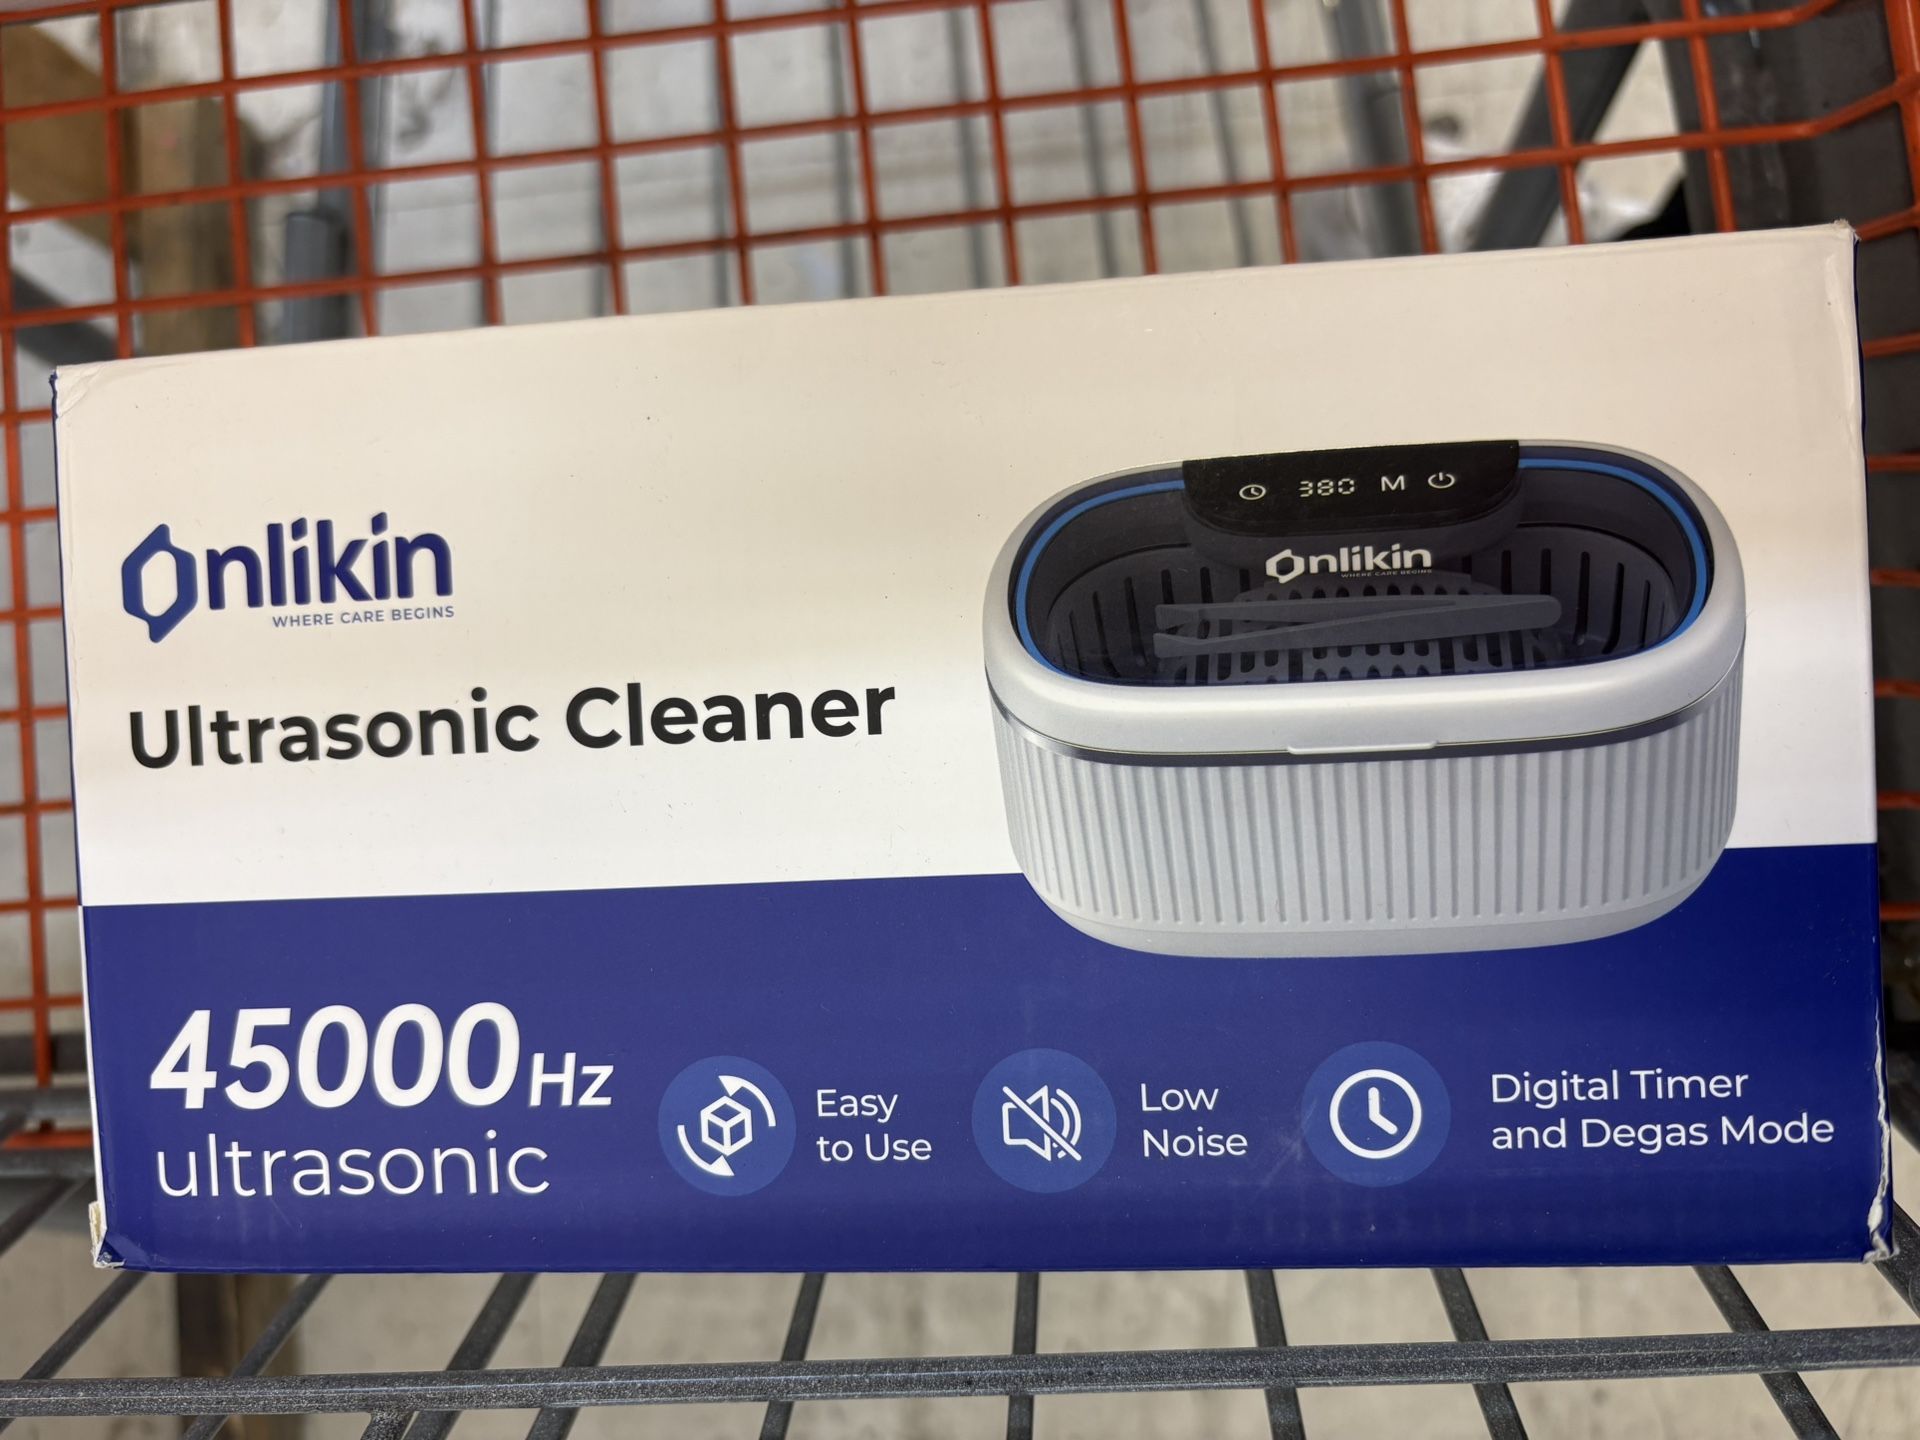 Onlikin
WHERE CARE BEGINS
Ultrasonic Cleaner
380 M
Onlikin
WHERE CARE BEGINS
45000Hz
ultrasonic
Easy
to Use
Low
Noise
Digital Timer
and Degas Mode